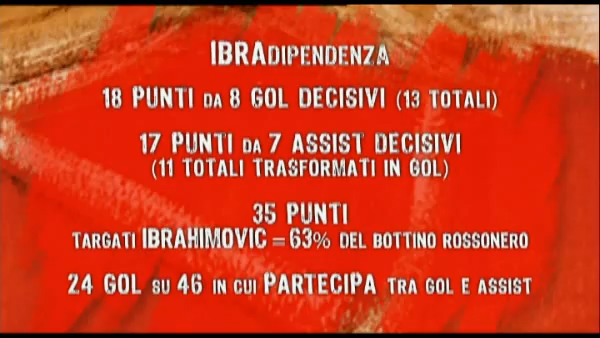 IBRADIPENDENZA
18 PUNTI DA 8 GOL DECISIVI (13 TOTALI)
17 PUNTI DA 7 ASSIST DECISIVI
(11 TOTALI TRASFORMATI IN GOL)
35 PUNTI
TARGATI IBRAHIMOVIC = 63% DEL BOTTINO ROSSONERO
24 GOL SU 46 IN CUI PARTECIPA TRA GOL E ASSIST